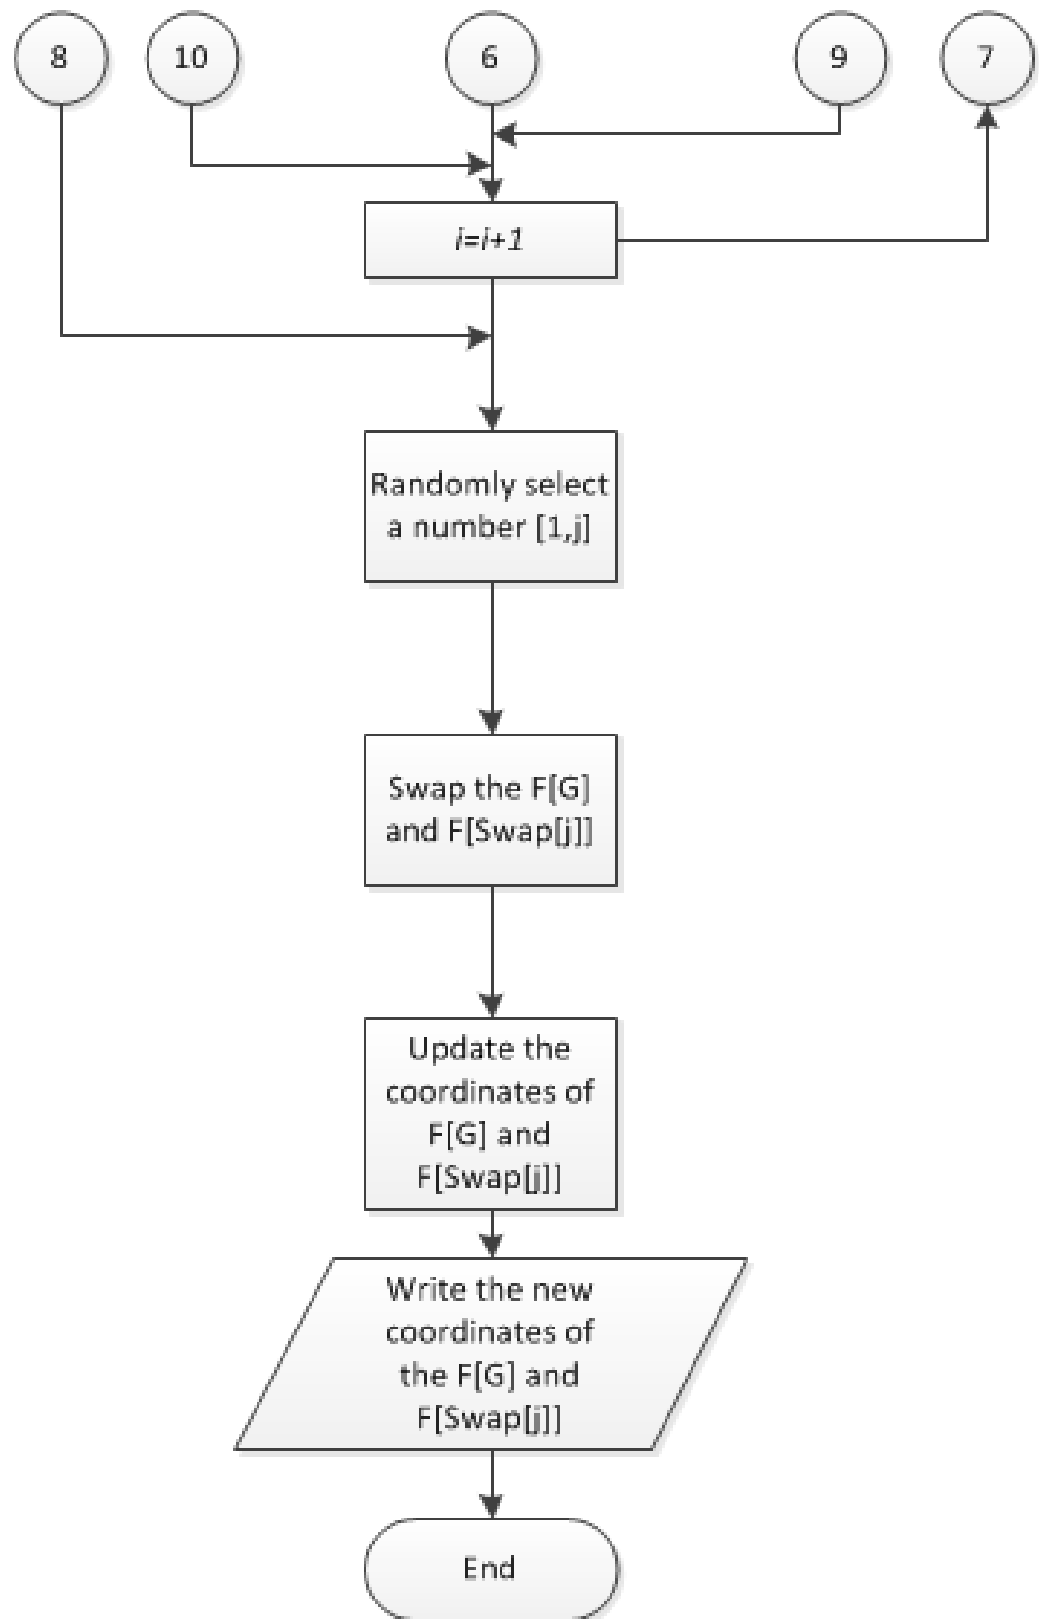 8
10
6
9
7
i=i+1
Randomly select
a number [1,j]
Swap the F[G]
and F[Swap[j]]
Update the
coordinates of
F[G] and
F[Swap[j]]
Write the new
coordinates of
the F[G] and
F[Swap[j]]
End